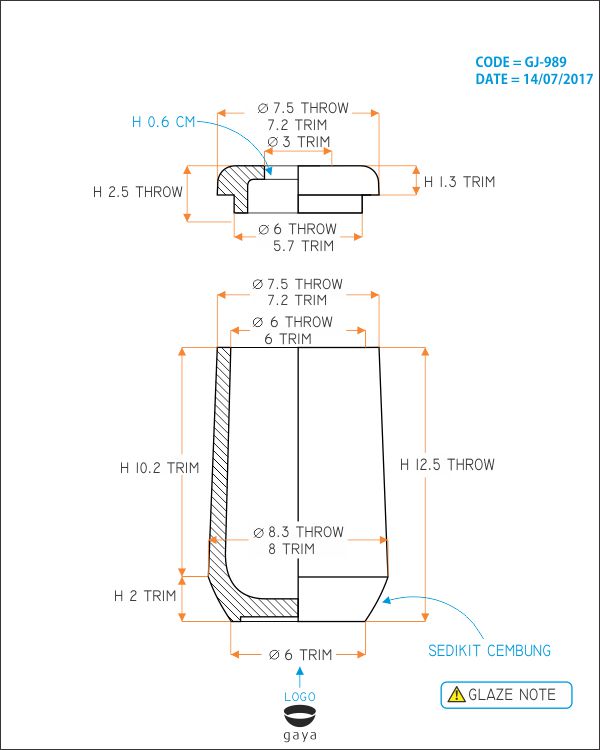 CODE = GJ-989
DATE = 14/07/2017
Ø 7.5 THROW
7.2 TRIM
Ø 3 TRIM
H 0.6 CM
H 2.5 THROW
H 1.3 TRIM
Ø 6 THROW
5.7 TRIM
Ø 7.5 THROW
7.2 TRIM
Ø 6 THROW
6 TRIM
H 10.2 TRIM
H 12.5 THROW
Ø 8.3 THROW
8 TRIM
H 2 TRIM
SEDIKIT CEMBUNG
Ø 6 TRIM
LOGO
gaya
GLAZE NOTE